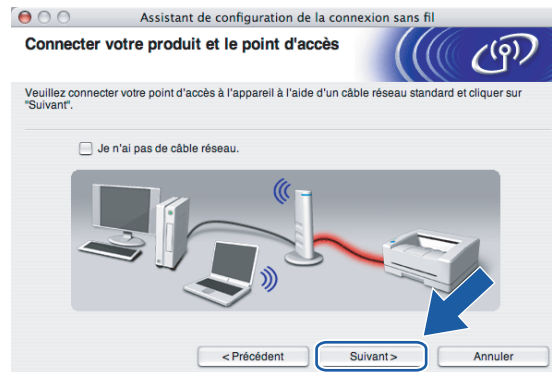 Assistant de configuration de la connexion sans fil
Connecter votre produit et le point d'accès
Veuillez connecter votre point d'accès à l'appareil à l'aide d'un câble réseau standard et cliquer sur
"Suivant".
Je n'ai pas de câble réseau.
< Précédent
Suivant >
Annuler